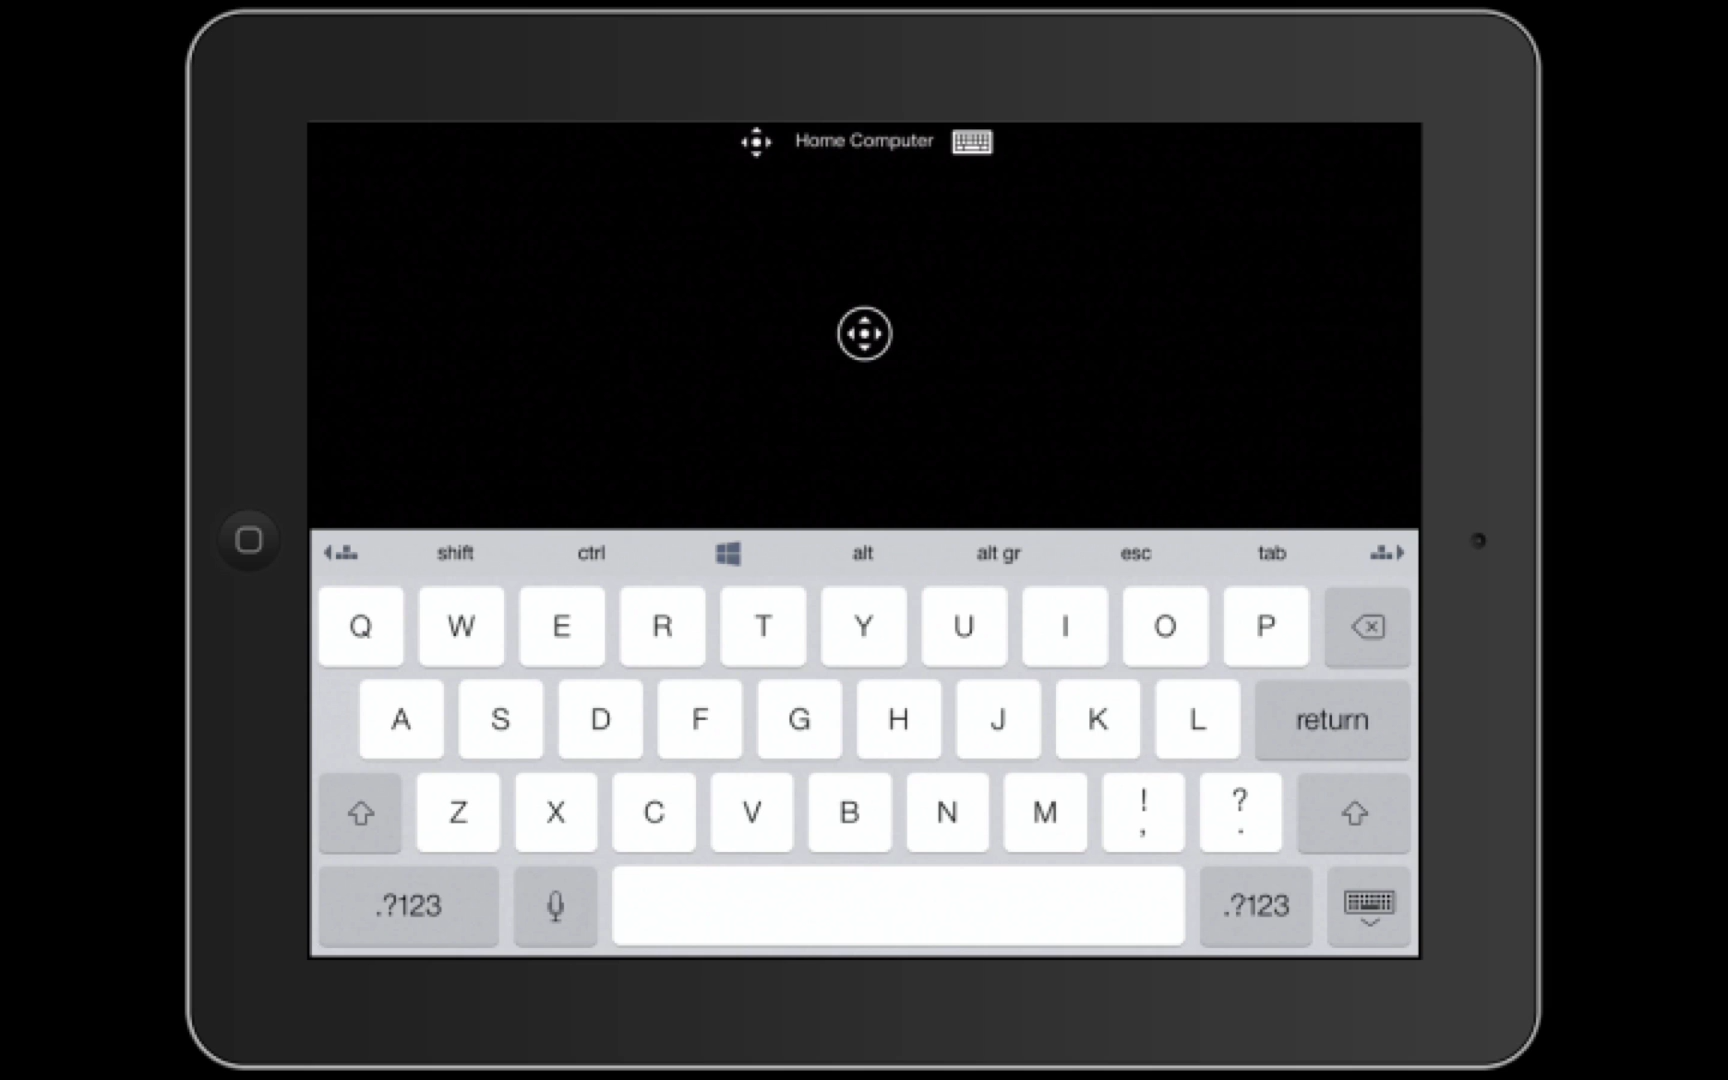 Home Computer
shift ctrl alt alt gr esc tab
Q W E R T Y U I O P
A S D F G H J K L return
Z X C V B N M ! , ? .
.?123 .?123